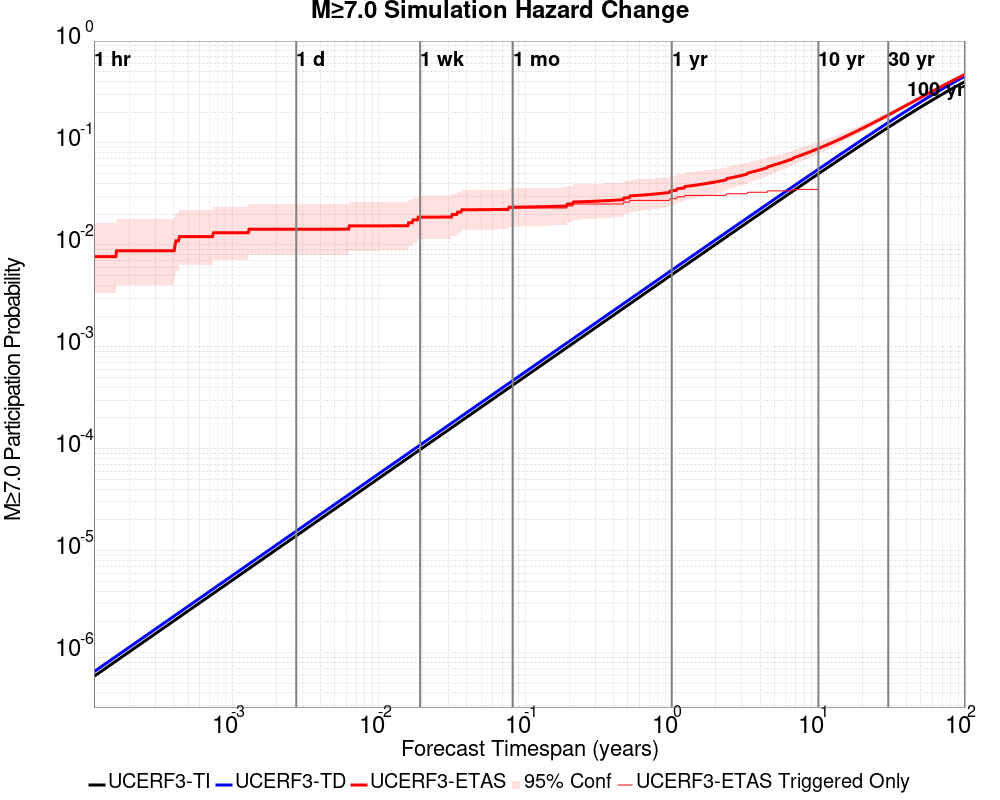 M≥7.0 Simulation Hazard Change
10^0
1 hr
1 d
1 wk
1 mo
1 yr
10 yr
30 yr
100 yr
10^-1
10^-2
10^-3
10^-4
10^-5
10^-6
M≥7.0 Participation Probability
10^-3
10^-2
10^-1
10^0
10^1
10^2
Forecast Timespan (years)
UCERF3-TI
UCERF3-TD
UCERF3-ETAS
95% Conf
UCERF3-ETAS Triggered Only